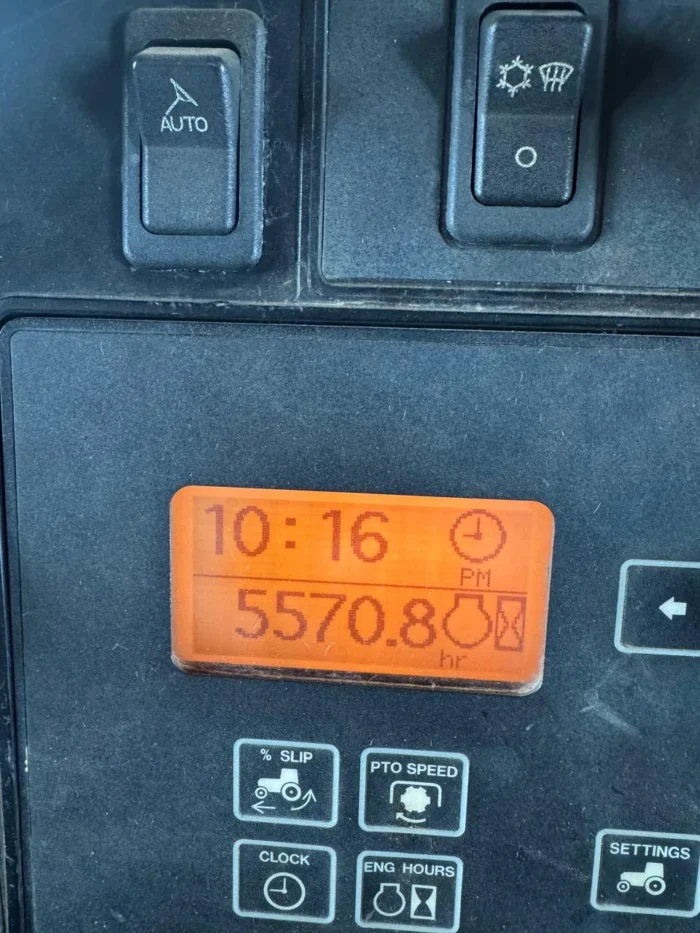 AUTO
10:16
PM
5570.8
hr
% SLIP
PTO SPEED
CLOCK
ENG HOURS
SETTINGS